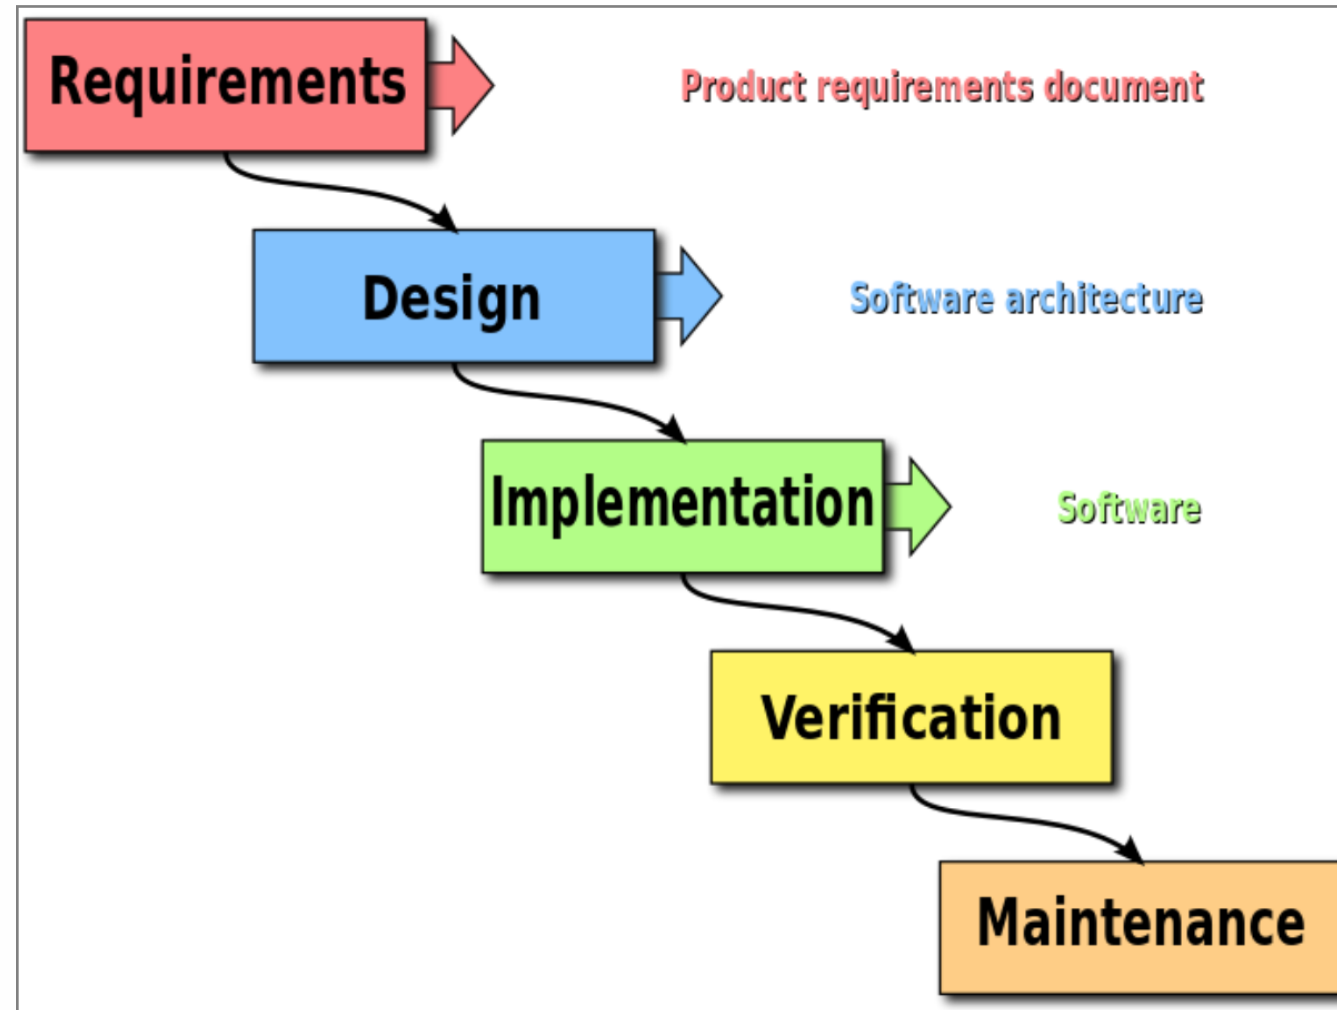 Requirements
Product requirements document
Design
Software architecture
Implementation
Software
Verification
Maintenance